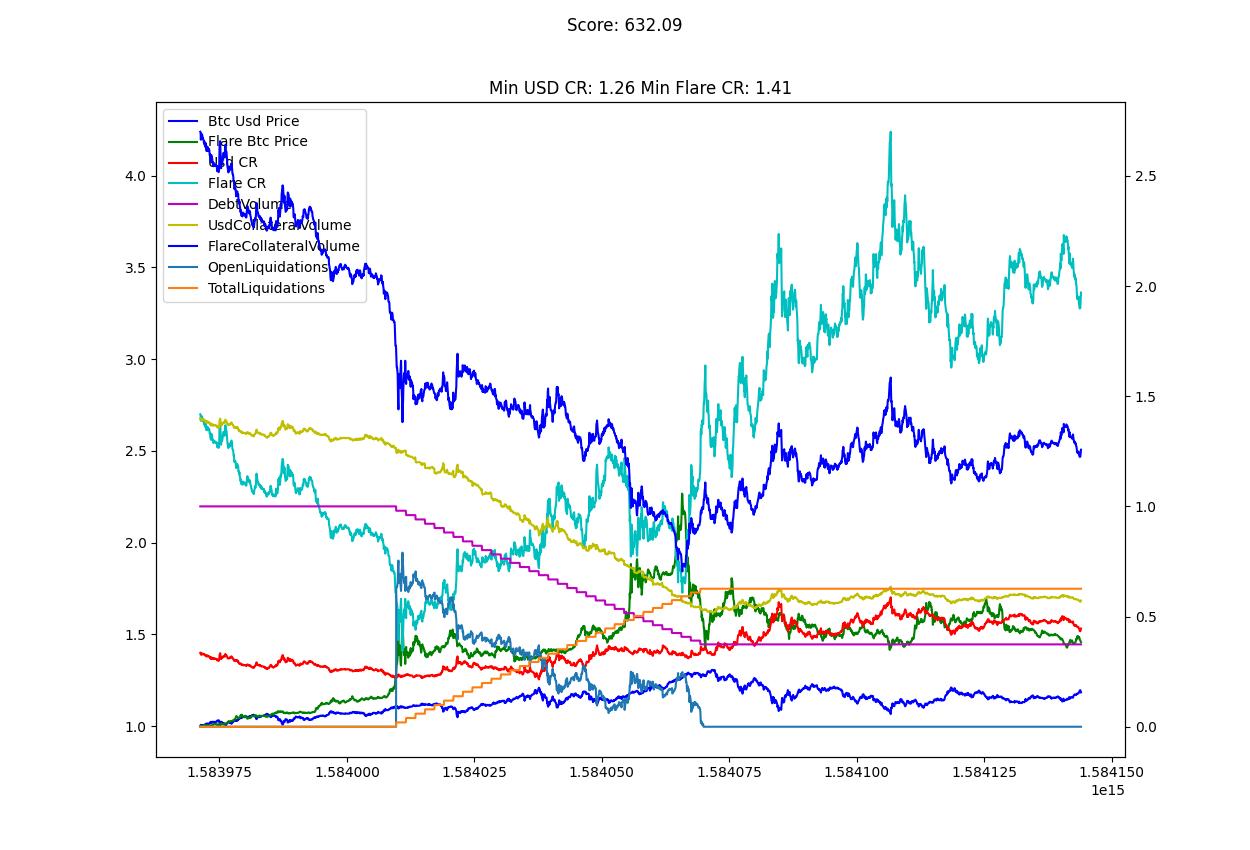 Score: 632.09
Min USD CR: 1.26 Min Flare CR: 1.41
Btc Usd Price
Flare Btc Price
Usd CR
Flare CR
DebtVolume
UsdCollateralVolume
FlareCollateralVolume
OpenLiquidations
TotalLiquidations
4.0
3.5
3.0
2.5
2.0
1.5
1.0
2.5
2.0
1.5
1.0
0.5
0.0
1.583975 1.584000 1.584025 1.584050 1.584075 1.584100 1.584125 1.584150
1e15